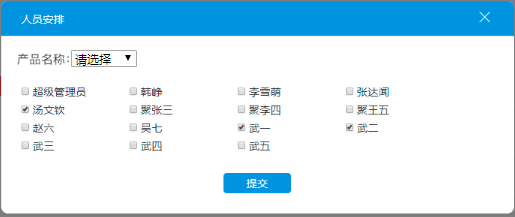 人员安排
产品名称: 请选择
超级管理员 韩峥 李雪萌 张达闻
汤文钦 聚张三 聚李四 聚王五
赵六 吴七 武一 武二
武三 武四 武五
提交